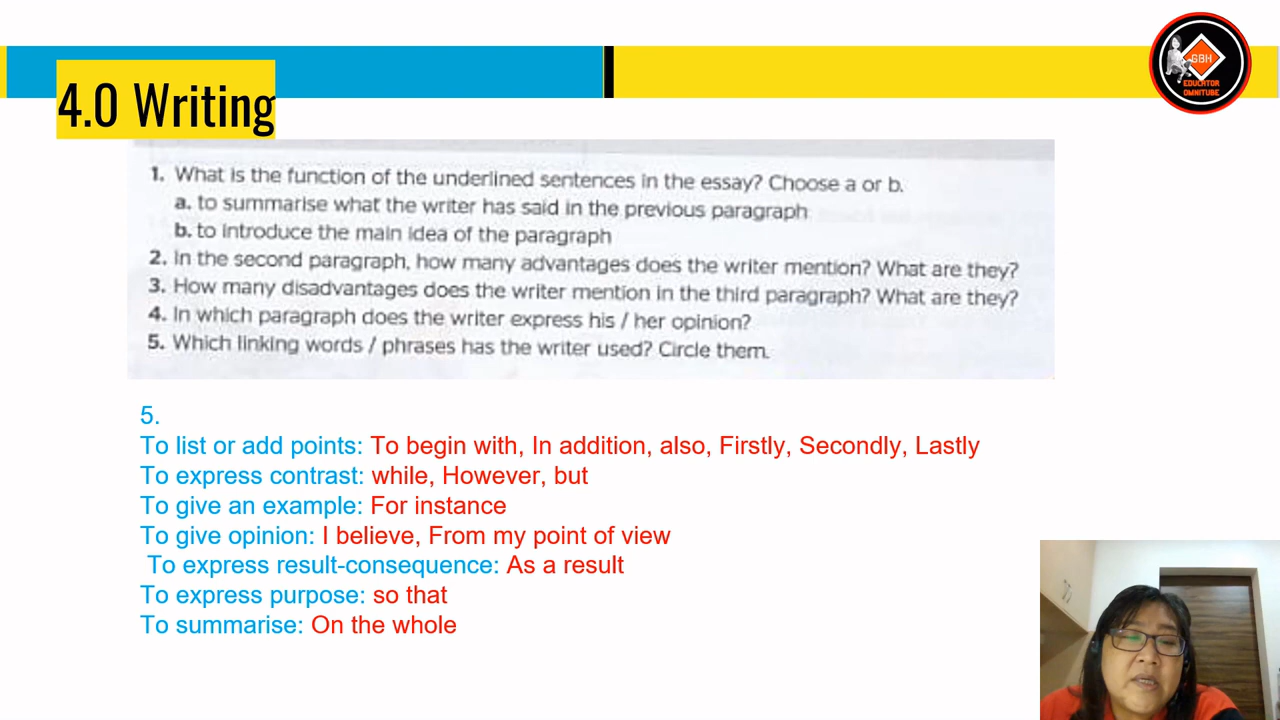 GBH
EDUCATOR
OMNITUBE
4.0 Writing
1. What is the function of the underlined sentences in the essay? Choose a or b.
a. to summarise what the writer has said in the previous paragraph
b. to introduce the main idea of the paragraph
2. In the second paragraph, how many advantages does the writer mention? What are they?
3. How many disadvantages does the writer mention in the third paragraph? What are they?
4. In which paragraph does the writer express his / her opinion?
5. Which linking words / phrases has the writer used? Circle them.
5.
To list or add points: To begin with, In addition, also, Firstly, Secondly, Lastly
To express contrast: while, However, but
To give an example: For instance
To give opinion: I believe, From my point of view
To express result-consequence: As a result
To express purpose: so that
To summarise: On the whole